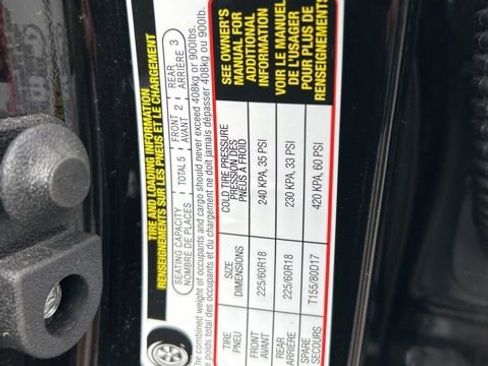 TIRE AND LOADING INFORMATION
RENSEIGNEMENTS SUR LES PNEUS ET LE CHARGEMENT
SEATING CAPACITY
NOMBRE DE PLACES
TOTAL 5
FRONT
AVANT 2
REAR
ARRIÈRE 3
The combined weight of occupants and cargo should never exceed 408kg or 900lbs.
poids total des occupants et du chargement ne doit jamais dépasser 408kg ou 900lb.
TIRE
PNEU
SIZE
DIMENSIONS
COLD TIRE PRESSURE
PRESSION DES
PNEUS À FROID
FRONT
AVANT
225/60R18
240 KPA, 35 PSI
REAR
ARRIÈRE
225/60R18
230 KPA, 33 PSI
SPARE
SECOURS
T155/80D17
420 KPA, 60 PSI
SEE OWNER'S
MANUAL FOR
ADDITIONAL
INFORMATION
VOIR LE MANUEL
DE L'USAGER
POUR PLUS DE
RENSEIGNEMENTS